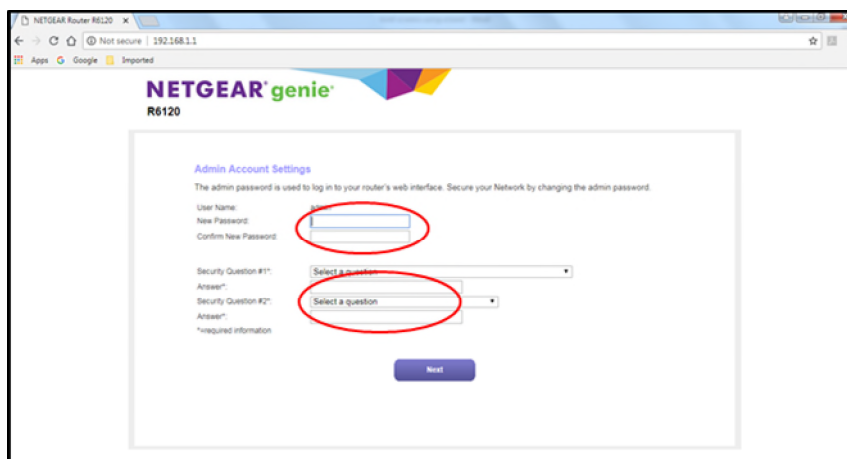 NETGEAR Router R6120
Not secure | 192.168.1.1
Apps Google Imported
NETGEAR® genie®
R6120
Admin Account Settings
The admin password is used to log in to your router's web interface. Secure your Network by changing the admin password.
User Name: admin
New Password:
Confirm New Password:
Security Question #1*: Select a question
Answer*:
Security Question #2*: Select a question
Answer*:
*=required information
Next